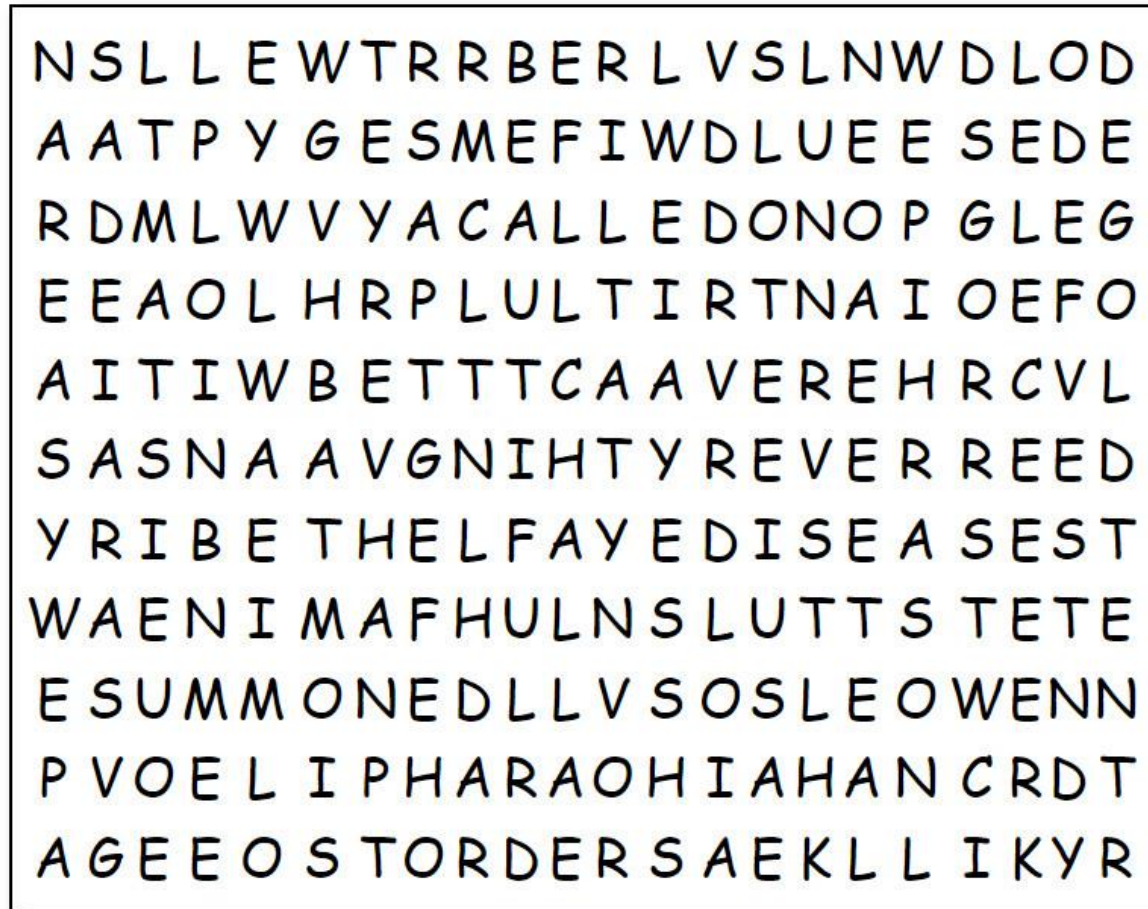 NSLLEWTRRBERLVSLNWDLOD
AATPYGESMEFIWDLUEESEDE
RDMLWVYACALLEDONOPGLEG
EEAOLHRPLULTIRTNAIOEFO
AITIWBETTTCAAVEREHRCVL
SASNAAVGNIHTYREVERREED
YRIBETHELFAYEDISEASEST
WAENIMAFHULNSLUTTSTETE
ESUMMONEDLLVSOSLEOWENN
PVOELIPHARAOHIAHANCRDT
AGEEOSTORDERSAEKLLIKYR